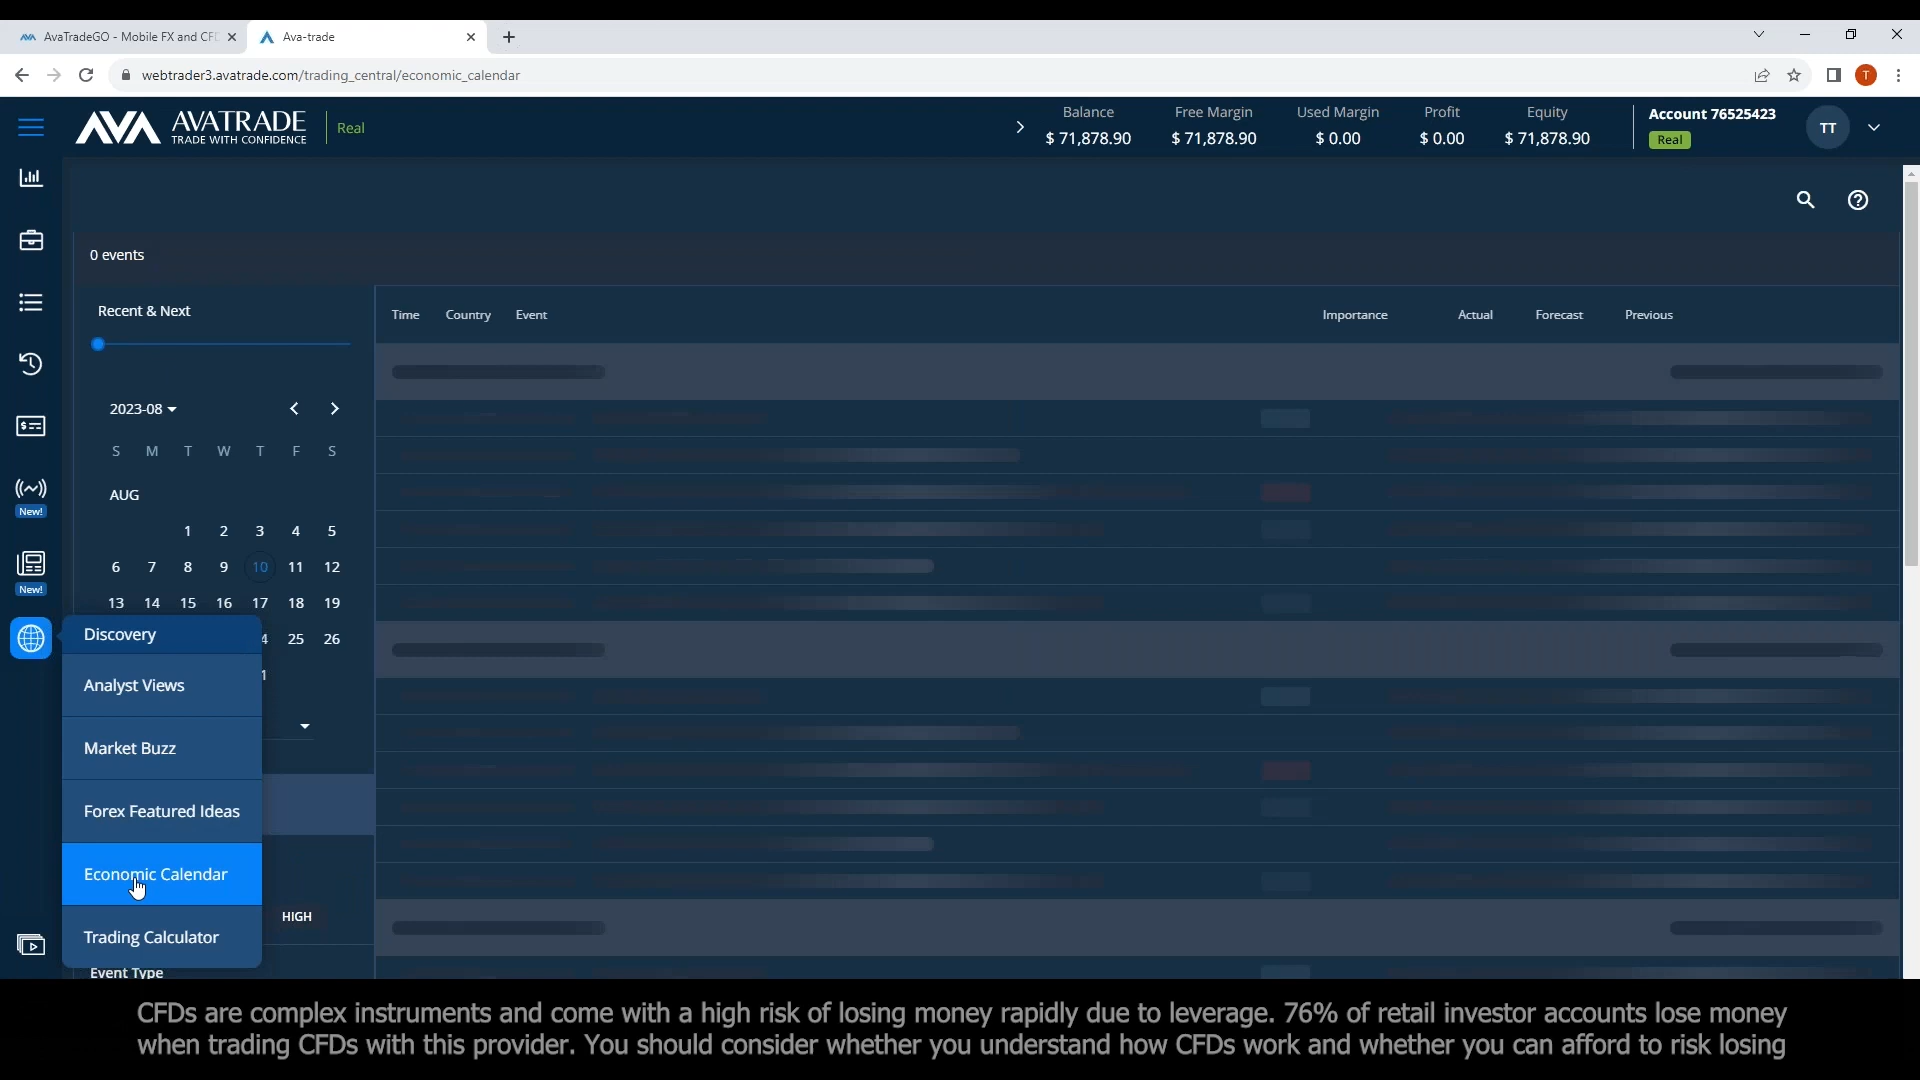 AvaTradeGO - Mobile FX and CFD
Ava-trade
webtrader3.avatrade.com/trading_central/economic_calendar
T
AVA AVATRADE
TRADE WITH CONFIDENCE
Real
Balance
$ 71,878.90
Free Margin
$ 71,878.90
Used Margin
$ 0.00
Profit
$ 0.00
Equity
$ 71,878.90
Account 76525423
Real
TT
0 events
Recent & Next
Time Country Event Importance Actual Forecast Previous
2023-08
S M T W T F S
AUG
1 2 3 4 5
6 7 8 9 10 11 12
13 14 15 16 17 18 19
4 25 26
1
New!
New!
Discovery
Analyst Views
Market Buzz
Forex Featured Ideas
Economic Calendar
Trading Calculator
HIGH
Event Type
CFDs are complex instruments and come with a high risk of losing money rapidly due to leverage. 76% of retail investor accounts lose money
when trading CFDs with this provider. You should consider whether you understand how CFDs work and whether you can afford to risk losing